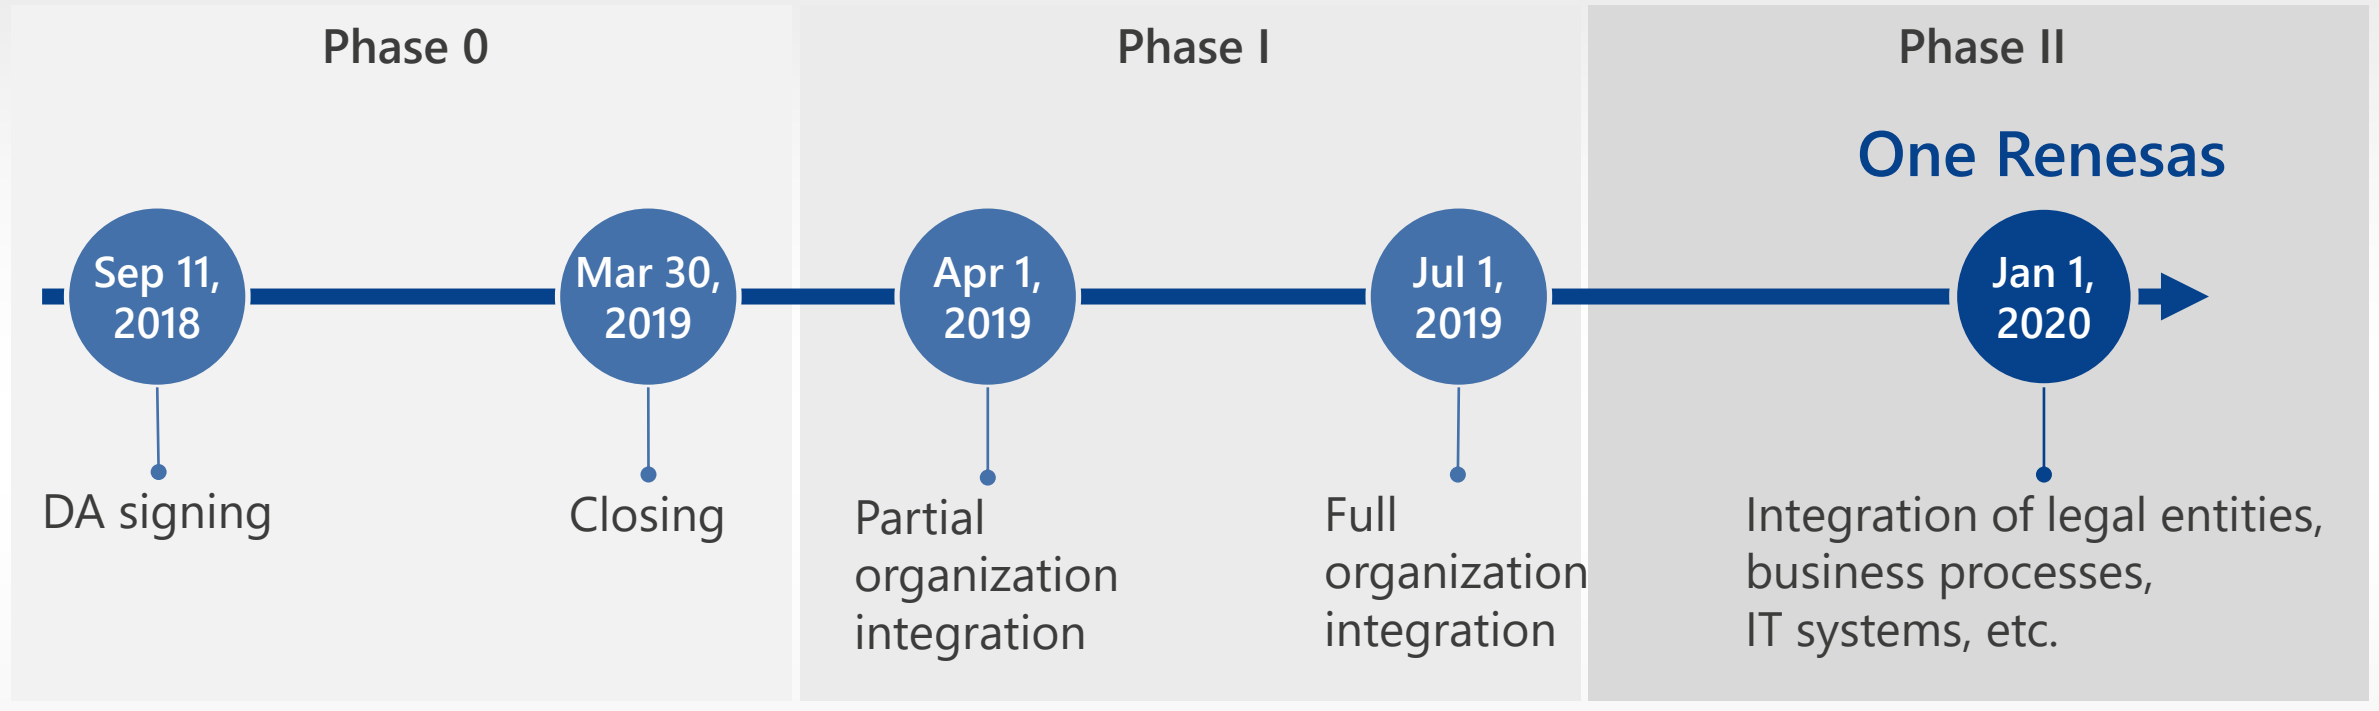 Phase 0
Phase I
Phase II
One Renesas
Sep 11,
2018
Mar 30,
2019
Apr 1,
2019
Jul 1,
2019
Jan 1,
2020
DA signing
Closing
Partial
organization
integration
Full
organization
integration
Integration of legal entities,
business processes,
IT systems, etc.